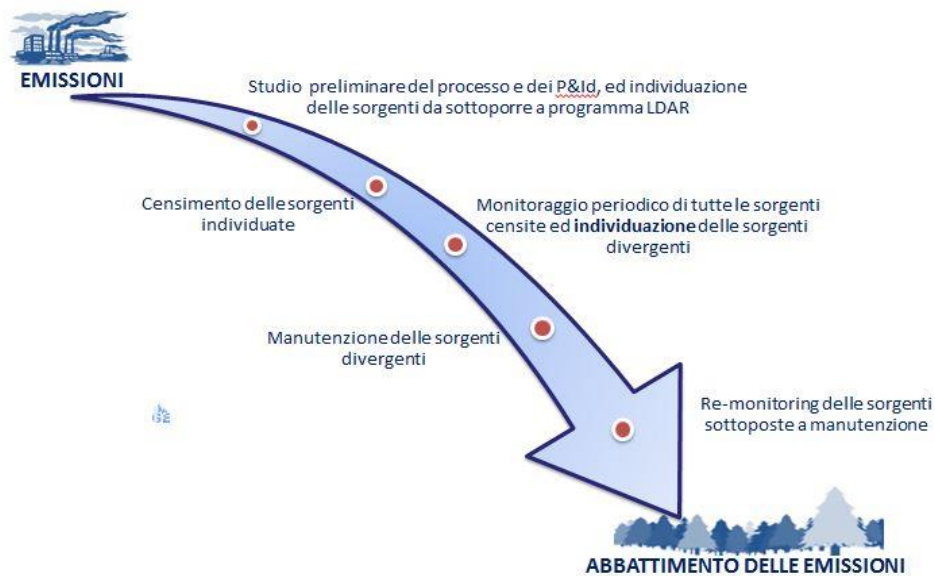 EMISSIONI
Studio preliminare del processo e dei P&Id, ed individuazione
delle sorgenti da sottoporre a programma LDAR
Censimento delle sorgenti
individuate
Monitoraggio periodico di tutte le sorgenti
censite ed individuazione delle sorgenti
divergenti
Manutenzione delle sorgenti
divergenti
Re-monitoring delle sorgenti
sottoposte a manutenzione
ABBATTIMENTO DELLE EMISSIONI